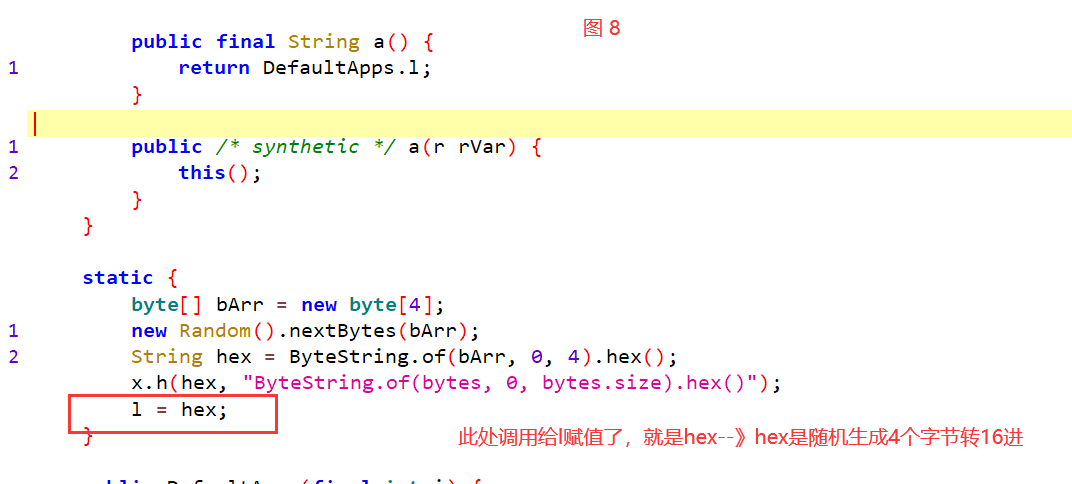 图 8
public final String a() {
1 return DefaultApps.l;
}
1 public /* synthetic */ a(r rVar) {
2 this();
}
}
static {
byte[] bArr = new byte[4];
1 new Random().nextBytes(bArr);
2 String hex = ByteString.of(bArr, 0, 4).hex();
x.h(hex, "ByteString.of(bytes, 0, bytes.size).hex()");
l = hex;
}
此处调用给l赋值了，就是hex--》hex是随机生成4个字节转16进